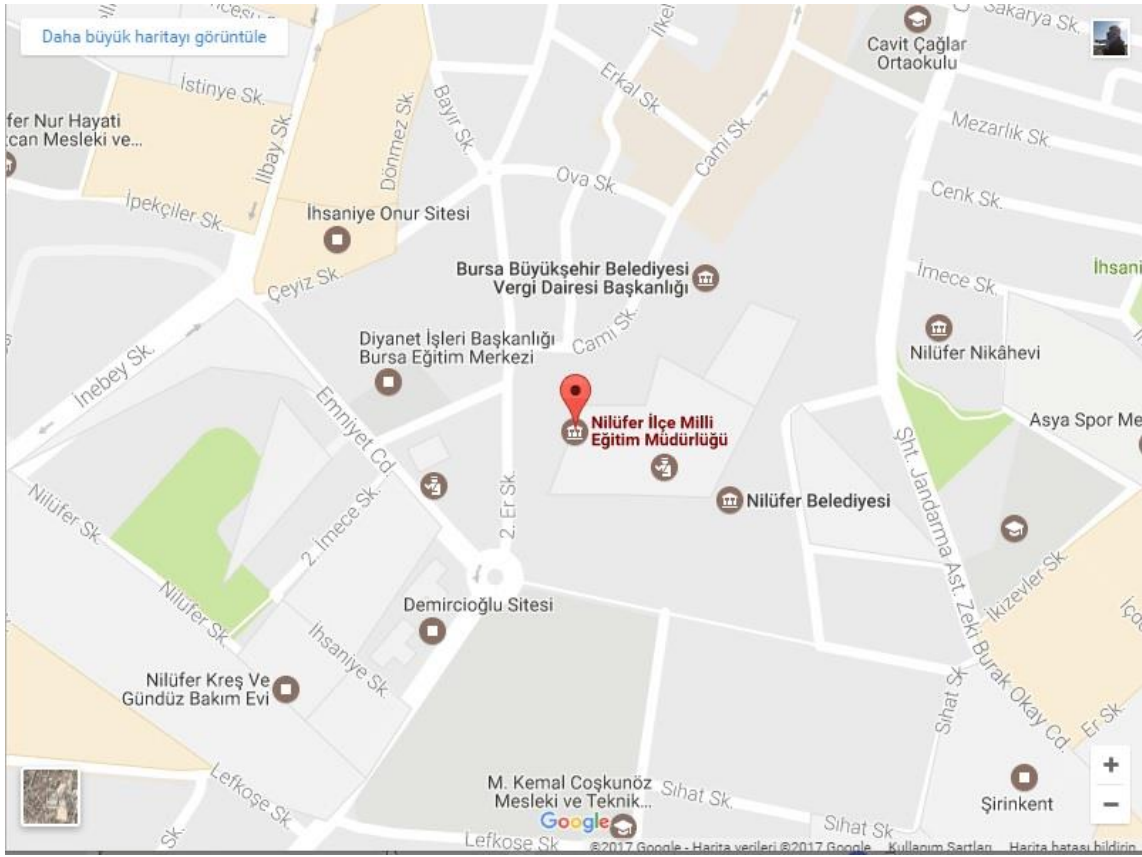 Daha büyük haritayı görüntüle
Sakarya Sk.
Cavit Çağlar
Ortaokulu
İstinye Sk.
Bayır Sk.
Erkal Sk.
fer Nur Hayati
can Mesleki ve...
İlbay Sk.
Dönmez Sk.
Cami Sk.
Mezarlık Sk.
Ova Sk.
Cenk Sk.
İpekçiler Sk.
İhsaniye Onur Sitesi
Çeyiz Sk.
Bursa Büyükşehir Belediyesi
Vergi Dairesi Başkanlığı
İmece Sk.
İhsani
Cami Sk.
Nilüfer Nikâhevi
Diyanet İşleri Başkanlığı
Bursa Eğitim Merkezi
İnebey Sk.
Emniyet Cd.
Nilüfer İlçe Milli
Eğitim Müdürlüğü
Asya Spor Me
Nilüfer Sk.
2. İmece Sk.
2. Er Sk.
Nilüfer Belediyesi
Şht. Jandarma Ast. Zeki Burak Okay Cd.
İkizevler Sk.
Nilüfer Sk.
Demircioğlu Sitesi
İhsaniye Sk.
Nilüfer Kreş Ve
Gündüz Bakım Evi
Sıhat Sk
Er Sk.
Lefkoşe Sk.
M. Kemal Coşkunöz
Mesleki ve Teknik...
Sıhat Sk.
Şirinkent
Google
Sk.
Lefkoşe Sk
Sıhat Sk
©2017 Google - Harita verileri ©2017 Google Kullanım Şartları Harita hatası bildirin